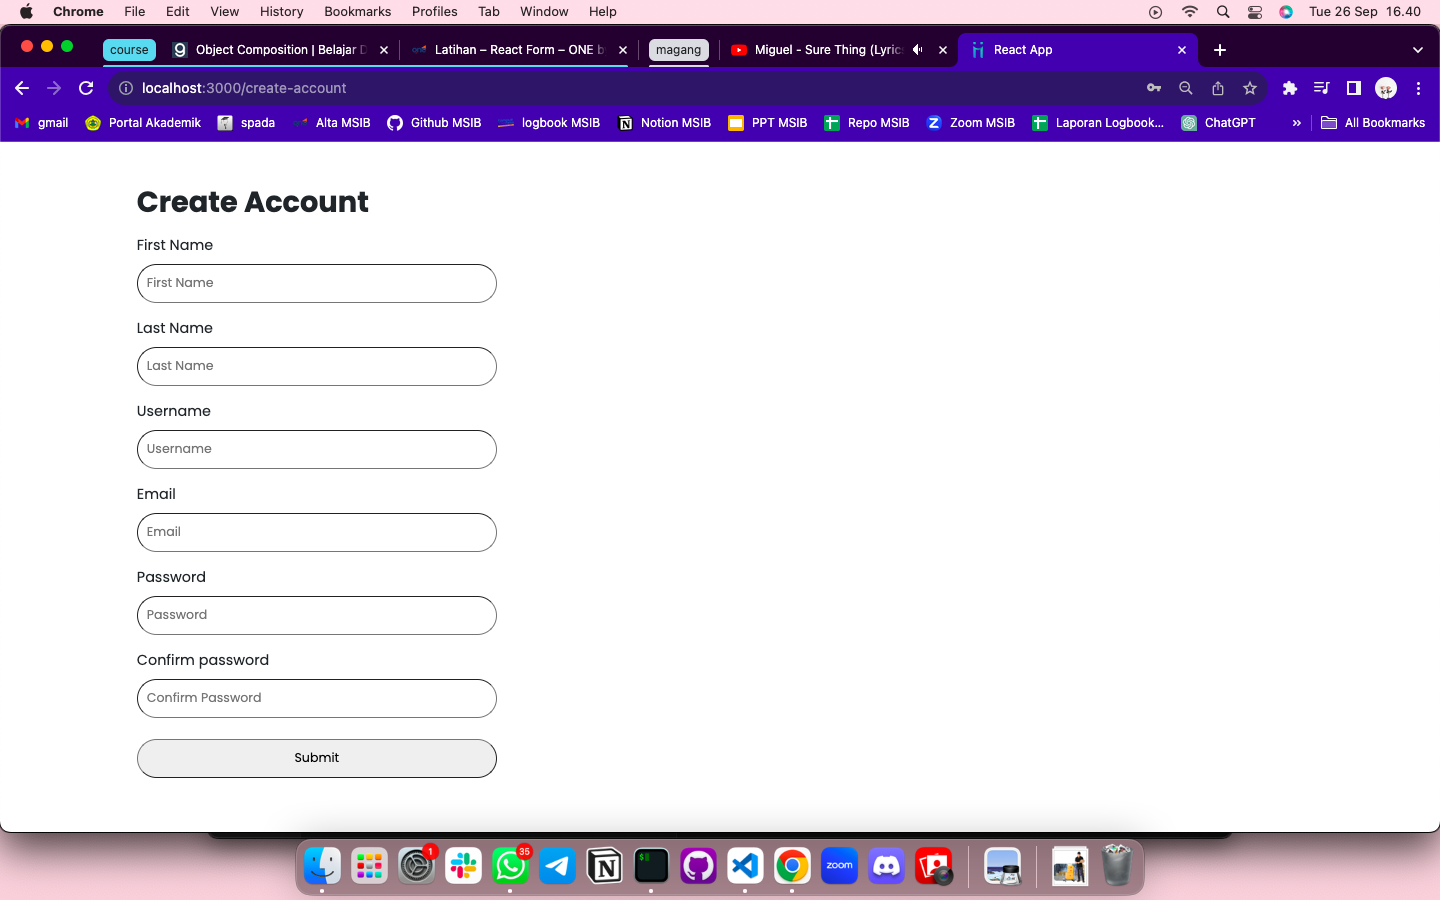 Chrome File Edit View History Bookmarks Profiles Tab Window Help Tue 26 Sep 16.40
course Object Composition | Belajar D Latihan – React Form – ONE b magang Miguel - Sure Thing (Lyrics React App
localhost:3000/create-account
gmail Portal Akademik spada Alta MSIB Github MSIB logbook MSIB Notion MSIB PPT MSIB Repo MSIB Zoom MSIB Laporan Logbook... ChatGPT » All Bookmarks
Create Account
First Name
First Name
Last Name
Last Name
Username
Username
Email
Email
Password
Password
Confirm password
Confirm Password
Submit
1 35 zoom